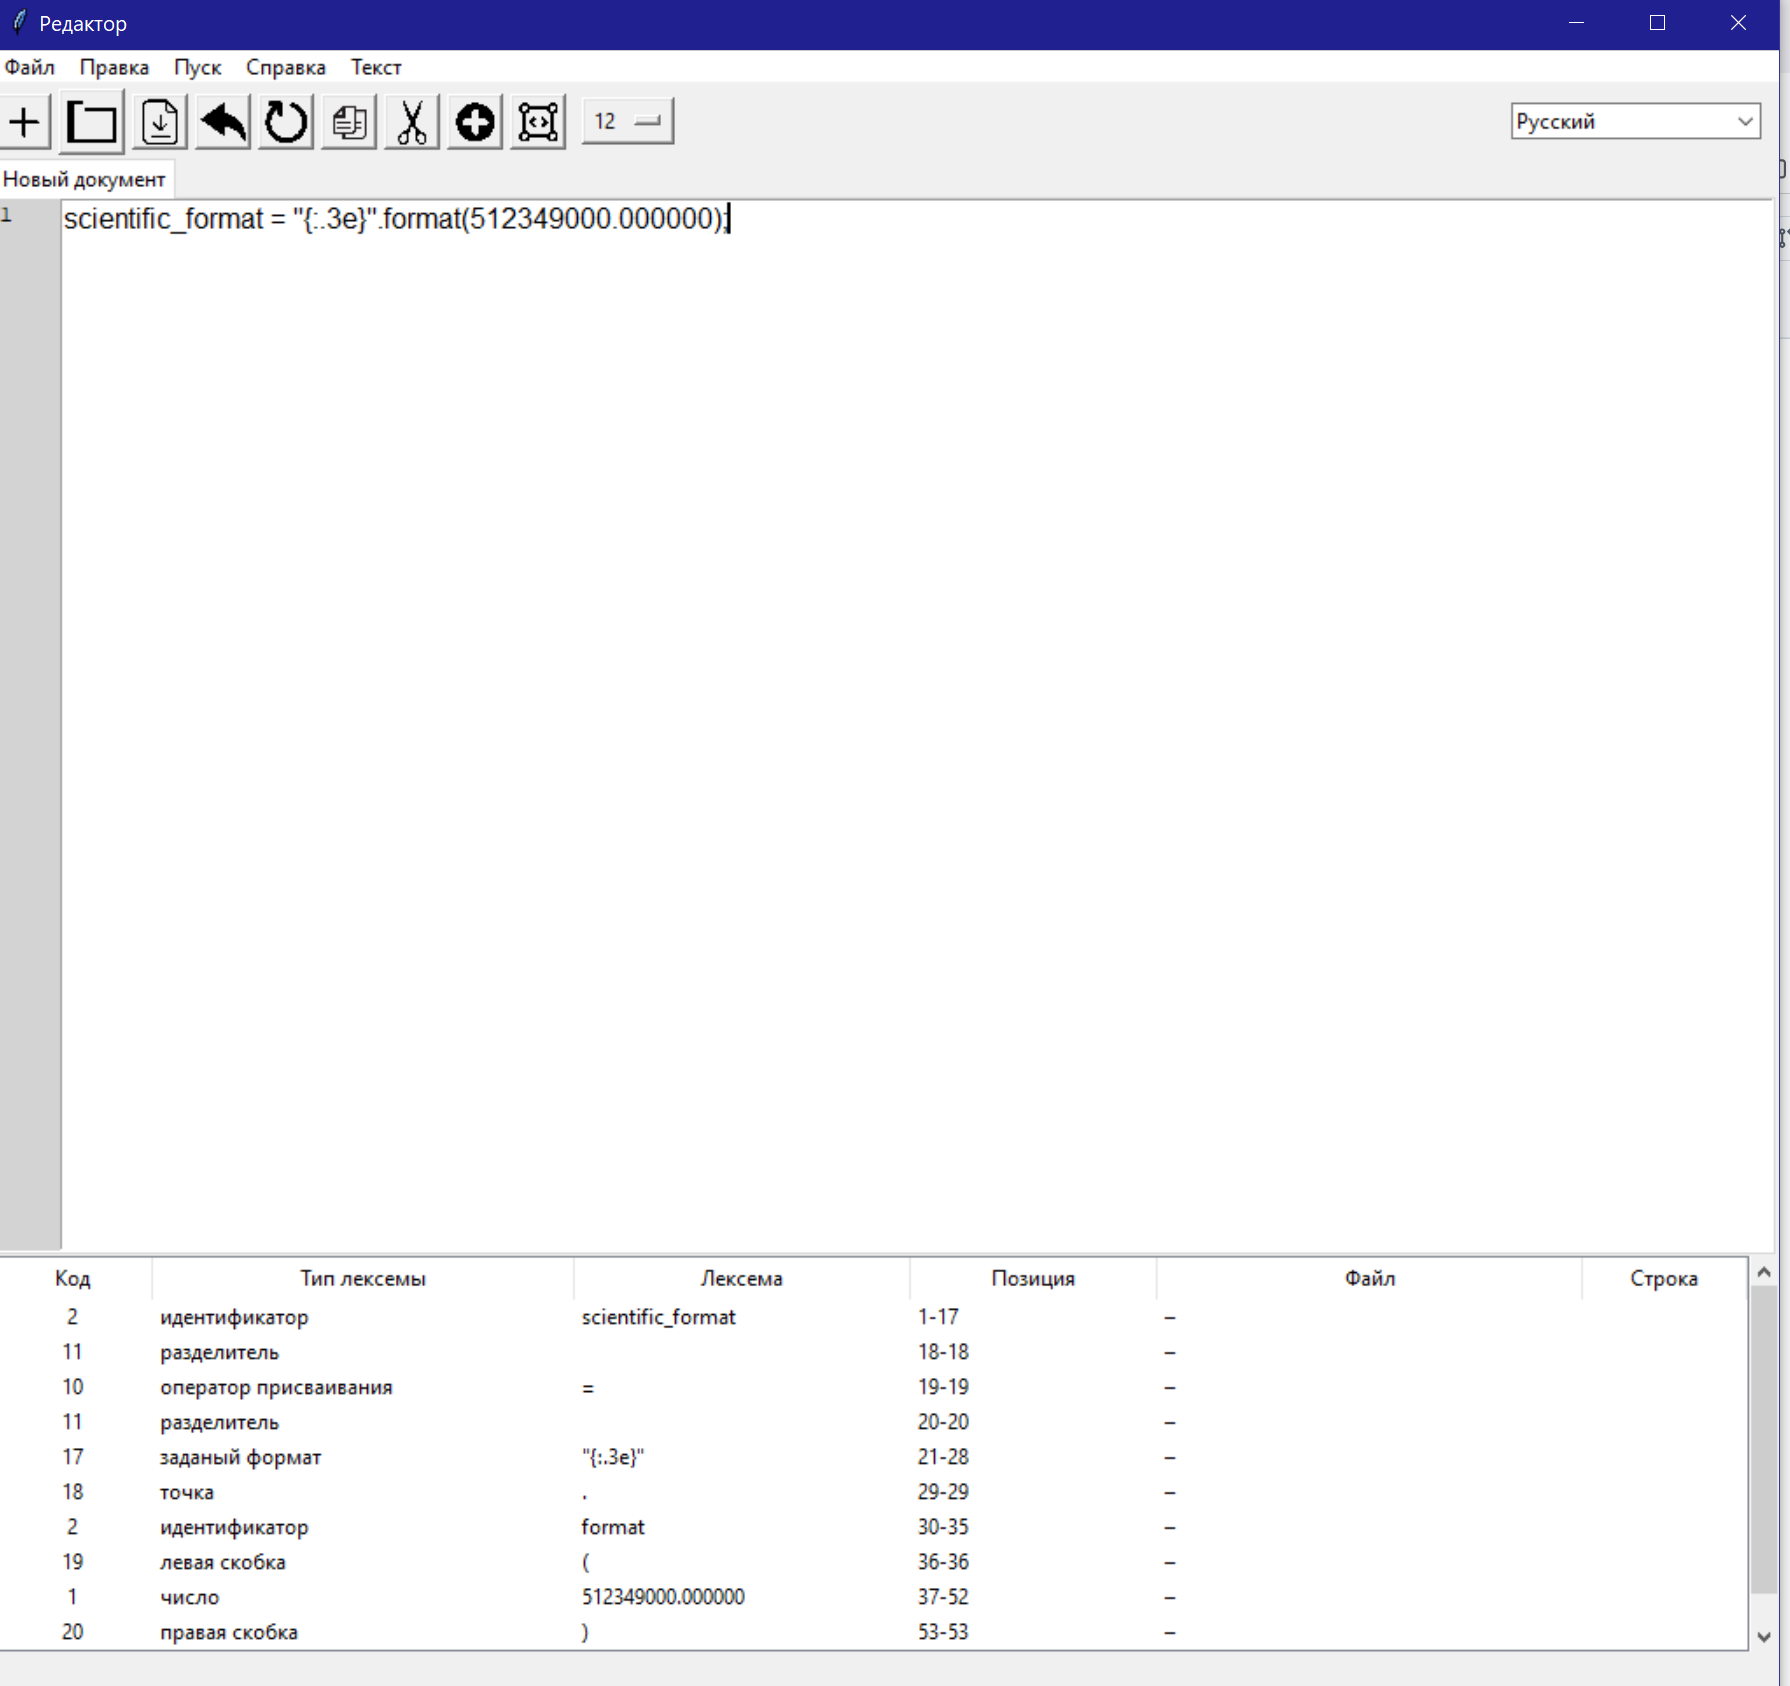 Редактор
Файл Правка Пуск Справка Текст
12 Русский
Новый документ
1 scientific_format = "{:.3e}".format(512349000.000000);
Код Тип лексемы Лексема Позиция Файл Строка
2 идентификатор scientific_format 1-17 –
11 разделитель 18-18 –
10 оператор присваивания = 19-19 –
11 разделитель 20-20 –
17 заданый формат "{:.3e}" 21-28 –
18 точка . 29-29 –
2 идентификатор format 30-35 –
19 левая скобка ( 36-36 –
1 число 512349000.000000 37-52 –
20 правая скобка ) 53-53 –